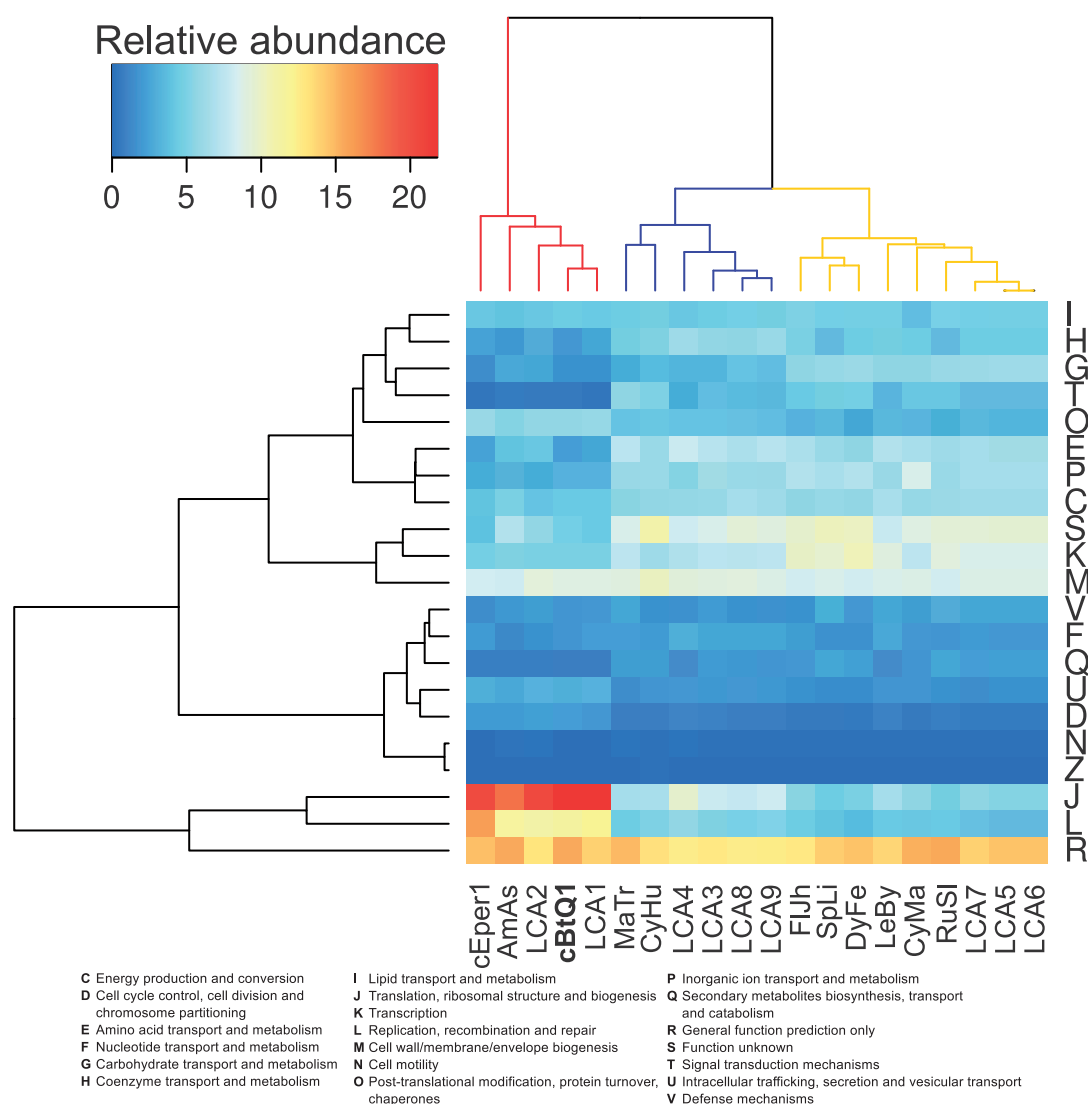 Relative abundance
0 5 10 15 20
I
H
G
T
O
E
P
C
S
K
M
V
F
Q
U
D
N
Z
J
L
R
cEper1
AmAs
LCA2
cBtQ1
LCA1
MaTr
CyHu
LCA4
LCA3
LCA8
LCA9
FlJh
SpLi
DyFe
LeBy
CyMa
RuSl
LCA7
LCA5
LCA6
C Energy production and conversion
D Cell cycle control, cell division and
chromosome partitioning
E Amino acid transport and metabolism
F Nucleotide transport and metabolism
G Carbohydrate transport and metabolism
H Coenzyme transport and metabolism
I Lipid transport and metabolism
J Translation, ribosomal structure and biogenesis
K Transcription
L Replication, recombination and repair
M Cell wall/membrane/envelope biogenesis
N Cell motility
O Post-translational modification, protein turnover,
chaperones
P Inorganic ion transport and metabolism
Q Secondary metabolites biosynthesis, transport
and catabolism
R General function prediction only
S Function unknown
T Signal transduction mechanisms
U Intracellular trafficking, secretion and vesicular transport
V Defense mechanisms